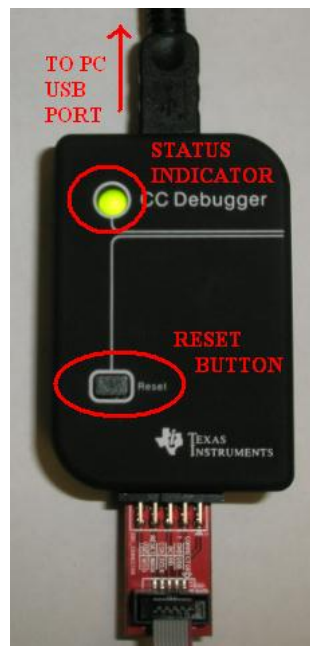 TO PC
USB
PORT
STATUS
INDICATOR
CC Debugger
RESET
BUTTON
Reset
TEXAS
INSTRUMENTS